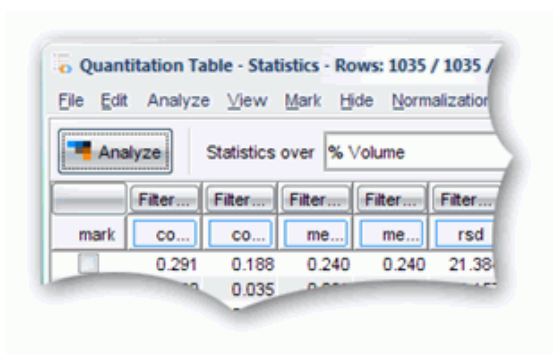 Quantitation Table - Statistics - Rows: 1035 / 1035 /
File Edit Analyze View Mark Hide Normalization
Analyze Statistics over % Volume
Filter... Filter... Filter... Filter... Filter...
mark co... co... me... me... rsd
0.291 0.188 0.240 0.240 21.384
0.035